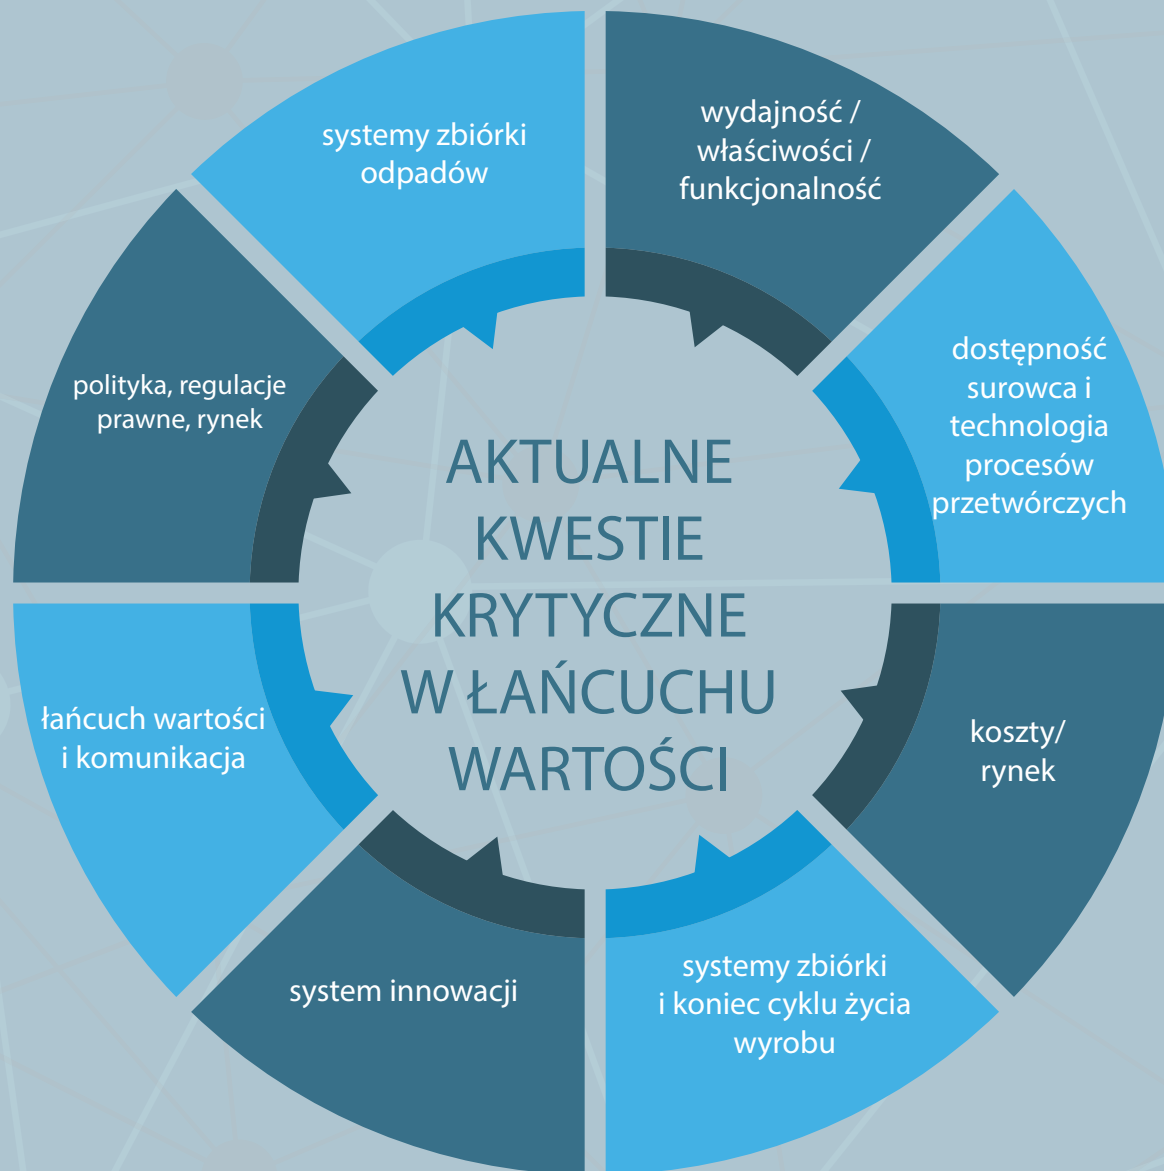 systemy zbiórki
odpadów
wydajność /
właściwości /
funkcjonalność
dostępność
surowca i
technologia
procesów
przetwórczych
koszty/
rynek
systemy zbiórki
i koniec cyklu życia
wyrobu
system innowacji
łańcuch wartości
i komunikacja
polityka, regulacje
prawne, rynek
AKTUALNE
KWESTIE
KRYTYCZNE
W ŁAŃCUCHU
WARTOŚCI